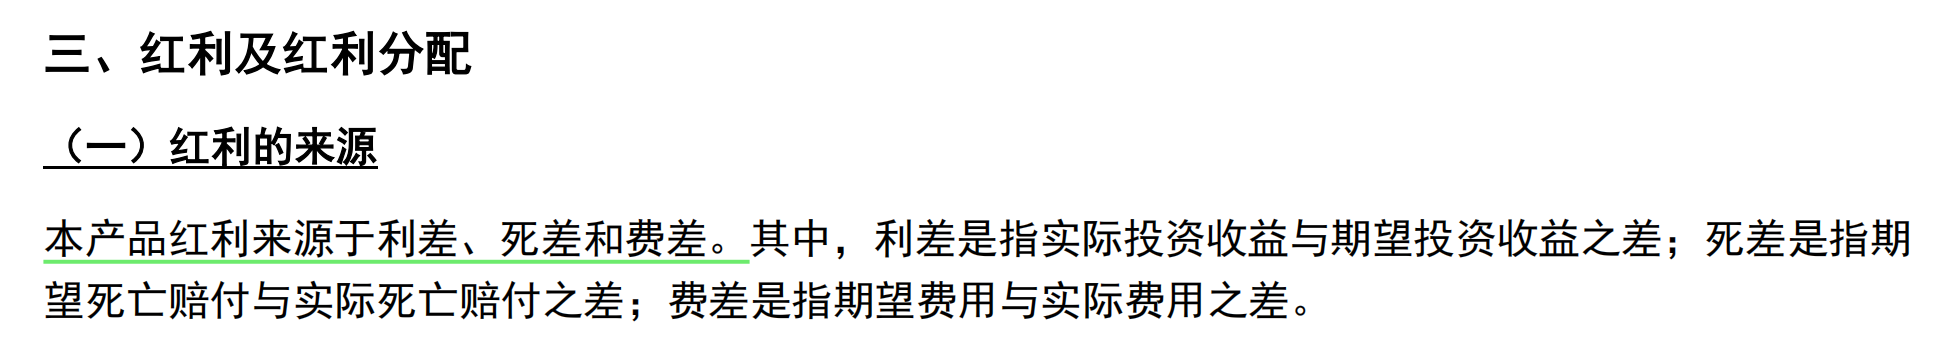 三、红利及红利分配
（一）红利的来源
本产品红利来源于利差、死差和费差。其中，利差是指实际投资收益与期望投资收益之差；死差是指期
望死亡赔付与实际死亡赔付之差；费差是指期望费用与实际费用之差。